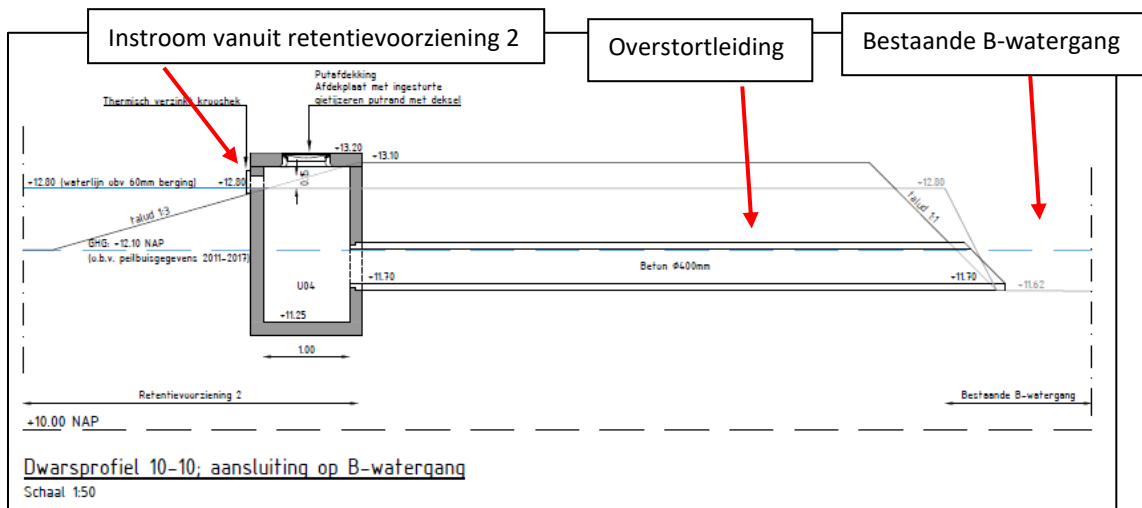 Instroom vanuit retentievoorziening 2
Overstortleiding
Bestaande B-watergang
Putafdekking
Afdekplaat met ingesturte
gietijzeren putrand met deksel
Thermisch verzinkt krooshek
+13.20
+13.10
+12.80 (waterlijn obv 60mm berging)
+12.80
0.15
+12.80
talud 1:3
talud 1:1
GHG: +12.10 NAP
(o.b.v. peilbuisgegevens 2011-2017)
Beton Ø400mm
+11.70
+11.70
+11.62
U04
+11.25
1.00
Retentievoorziening 2
Bestaande B-watergang
+10.00 NAP
Dwarsprofiel 10-10; aansluiting op B-watergang
Schaal 1:50